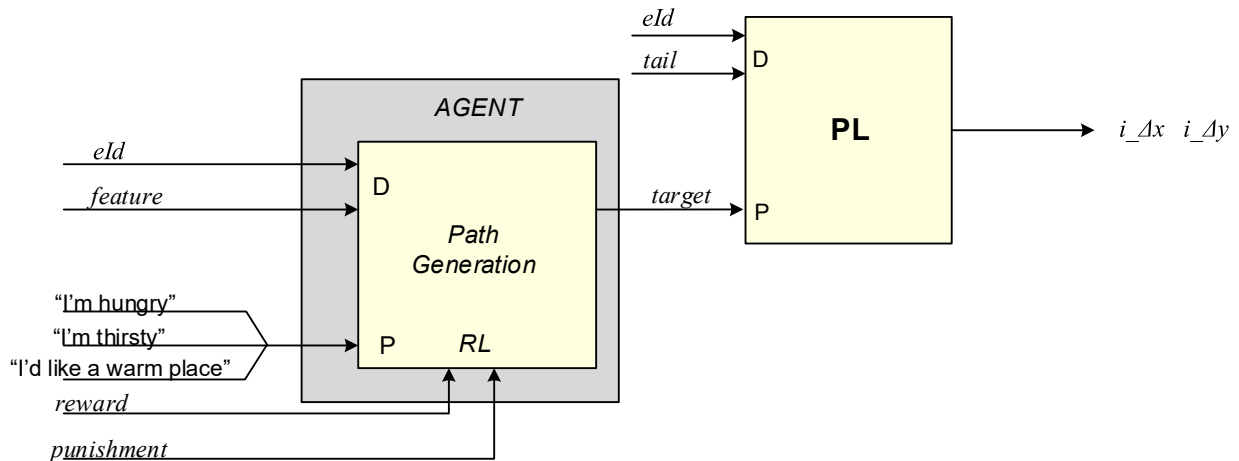 eId
tail
D
PL
P
i_Δx i_Δy
AGENT
eId
feature
D
Path
Generation
target
“I’m hungry”
“I’m thirsty”
“I’d like a warm place”
P
RL
reward
punishment